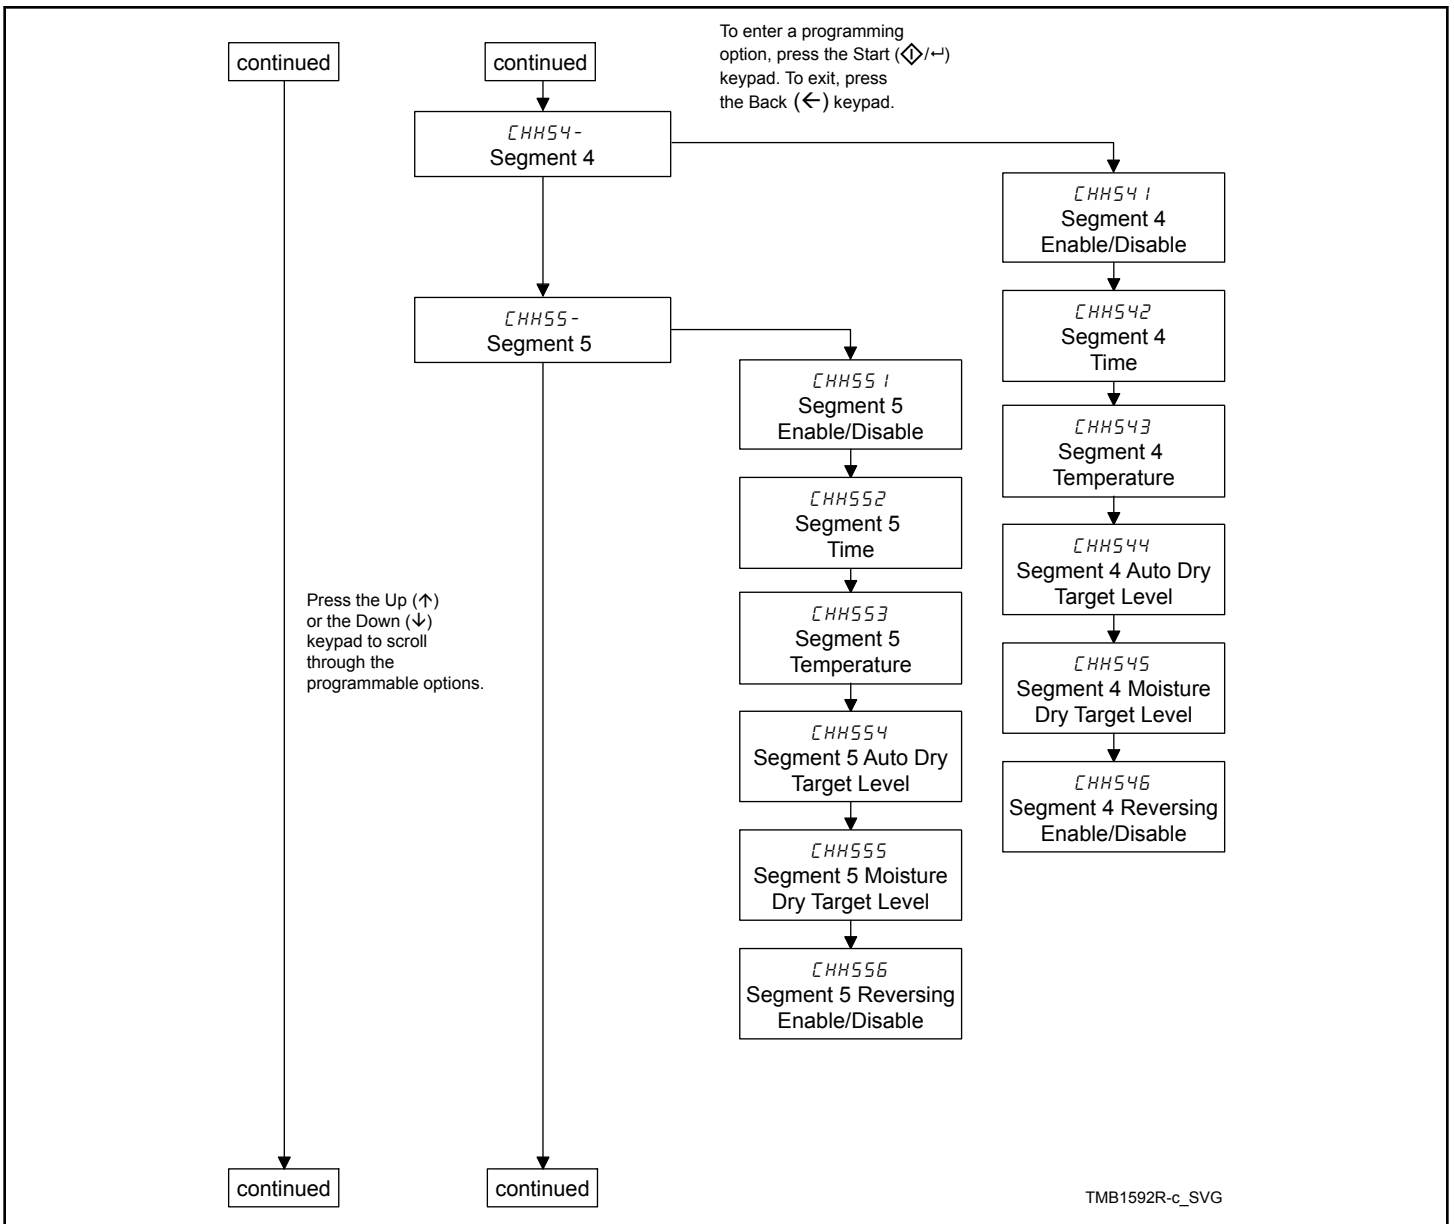 continued
continued
To enter a programming
option, press the Start (/↵)
keypad. To exit, press
the Back (←) keypad.
CHHS4-
Segment 4
CHHS41
Segment 4
Enable/Disable
CHHS42
Segment 4
Time
CHHS43
Segment 4
Temperature
CHHS44
Segment 4 Auto Dry
Target Level
CHHS45
Segment 4 Moisture
Dry Target Level
CHHS46
Segment 4 Reversing
Enable/Disable
CHHS5-
Segment 5
CHHS51
Segment 5
Enable/Disable
CHHS52
Segment 5
Time
CHHS53
Segment 5
Temperature
CHHS54
Segment 5 Auto Dry
Target Level
CHHS55
Segment 5 Moisture
Dry Target Level
CHHS56
Segment 5 Reversing
Enable/Disable
Press the Up (↑)
or the Down (↓)
keypad to scroll
through the
programmable options.
continued
continued
TMB1592R-c_SVG